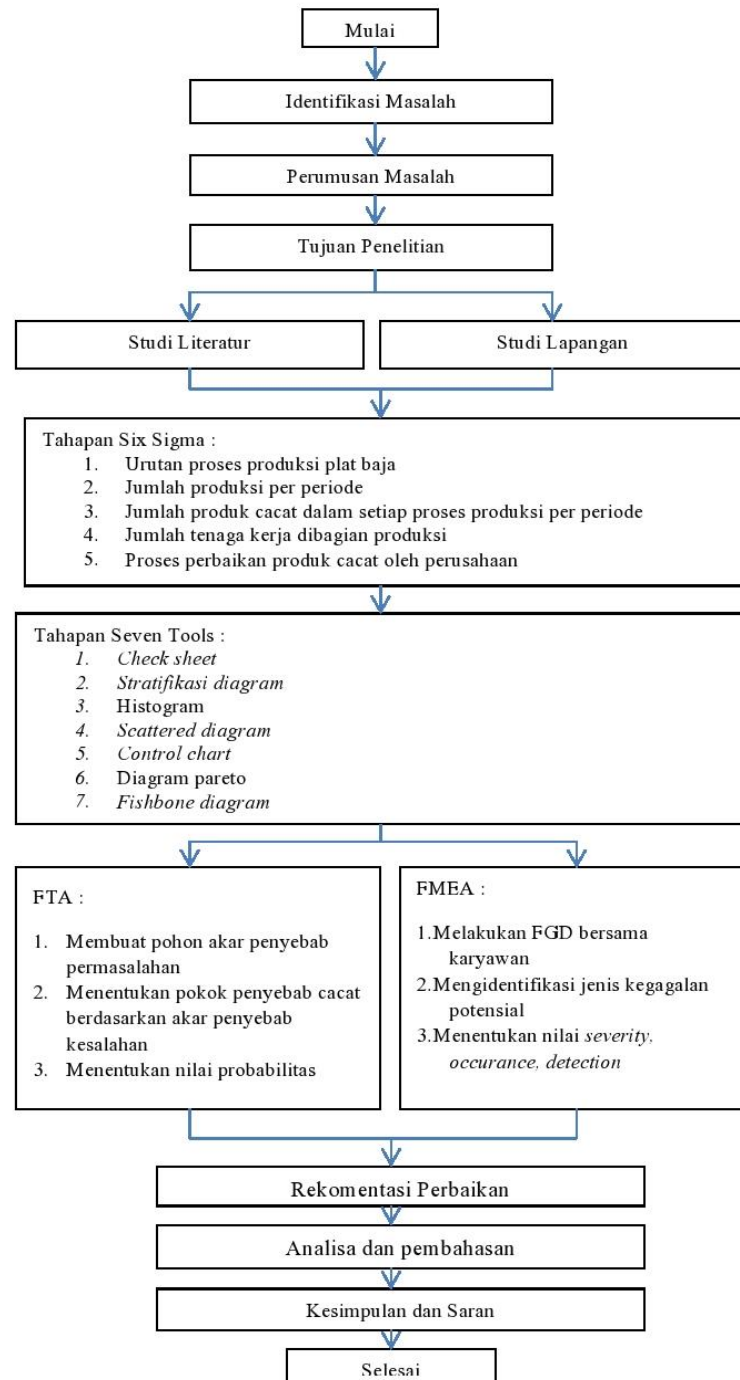 Mulai
Identifikasi Masalah
Perumusan Masalah
Tujuan Penelitian
Studi Literatur
Studi Lapangan
Tahapan Six Sigma :
1. Urutan proses produksi plat baja
2. Jumlah produksi per periode
3. Jumlah produk cacat dalam setiap proses produksi per periode
4. Jumlah tenaga kerja dibagian produksi
5. Proses perbaikan produk cacat oleh perusahaan
Tahapan Seven Tools :
1. Check sheet
2. Stratifikasi diagram
3. Histogram
4. Scattered diagram
5. Control chart
6. Diagram pareto
7. Fishbone diagram
FTA :
1. Membuat pohon akar penyebab
permasalahan
2. Menentukan pokok penyebab cacat
berdasarkan akar penyebab
kesalahan
3. Menentukan nilai probabilitas
FMEA :
1.Melakukan FGD bersama
karyawan
2.Mengidentifikasi jenis kegagalan
potensial
3.Menentukan nilai severity,
occurance, detection
Rekomentasi Perbaikan
Analisa dan pembahasan
Kesimpulan dan Saran
Selesai